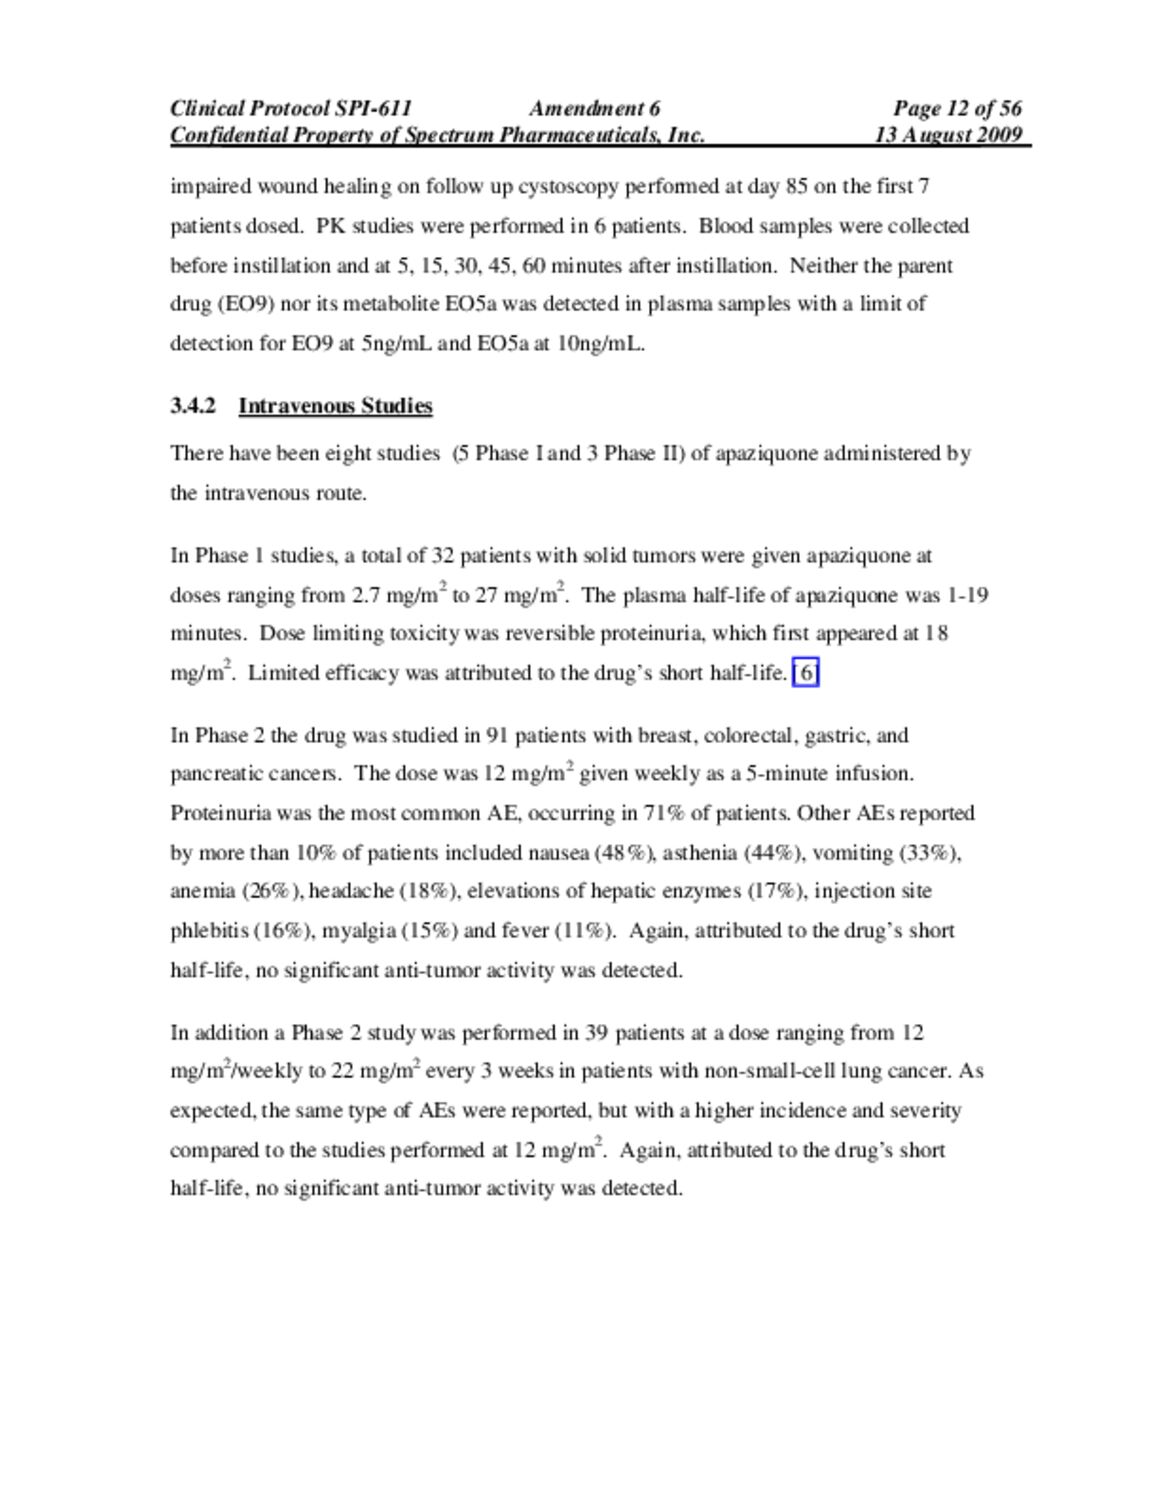 Clinical Protocol SPI-611 Amendment 6 Page 12 of 56
Confidential Property of Spectrum Pharmaceuticals, Inc. 13 August 2009
impaired wound healing on follow up cystoscopy performed at day 85 on the first 7
patients dosed. PK studies were performed in 6 patients. Blood samples were collected
before instillation and at 5, 15, 30, 45, 60 minutes after instillation. Neither the parent
drug (EO9) nor its metabolite EO5a was detected in plasma samples with a limit of
detection for EO9 at 5ng/mL and EO5a at 10ng/mL.
3.4.2 Intravenous Studies
There have been eight studies (5 Phase I and 3 Phase II) of apaziquone administered by
the intravenous route.
In Phase 1 studies, a total of 32 patients with solid tumors were given apaziquone at
doses ranging from 2.7 mg/m² to 27 mg/m². The plasma half-life of apaziquone was 1-19
minutes. Dose limiting toxicity was reversible proteinuria, which first appeared at 18
mg/m². Limited efficacy was attributed to the drug's short half-life. [6]
In Phase 2 the drug was studied in 91 patients with breast, colorectal, gastric, and
pancreatic cancers. The dose was 12 mg/m² given weekly as a 5-minute infusion.
Proteinuria was the most common AE, occurring in 71% of patients. Other AEs reported
by more than 10% of patients included nausea (48%), asthenia (44%), vomiting (33%),
anemia (26%), headache (18%), elevations of hepatic enzymes (17%), injection site
phlebitis (16%), myalgia (15%) and fever (11%). Again, attributed to the drug's short
half-life, no significant anti-tumor activity was detected.
In addition a Phase 2 study was performed in 39 patients at a dose ranging from 12
mg/m²/weekly to 22 mg/m² every 3 weeks in patients with non-small-cell lung cancer. As
expected, the same type of AEs were reported, but with a higher incidence and severity
compared to the studies performed at 12 mg/m². Again, attributed to the drug's short
half-life, no significant anti-tumor activity was detected.